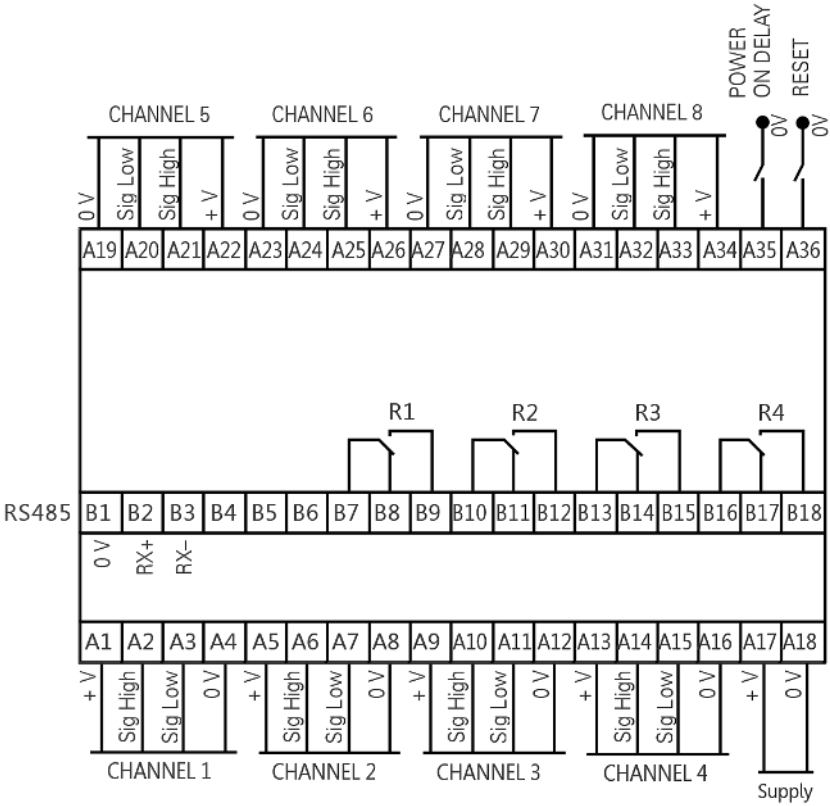 POWER
ON DELAY
RESET
CHANNEL 5 CHANNEL 6 CHANNEL 7 CHANNEL 8
0V 0V
0 V Sig Low Sig High + V 0 V Sig Low Sig High + V 0 V Sig Low Sig High + V 0 V Sig Low Sig High + V
A19 A20 A21 A22 A23 A24 A25 A26 A27 A28 A29 A30 A31 A32 A33 A34 A35 A36
R1 R2 R3 R4
RS485 B1 B2 B3 B4 B5 B6 B7 B8 B9 B10 B11 B12 B13 B14 B15 B16 B17 B18
0 V RX+ RX–
A1 A2 A3 A4 A5 A6 A7 A8 A9 A10 A11 A12 A13 A14 A15 A16 A17 A18
+ V Sig High Sig Low 0 V + V Sig High Sig Low 0 V + V Sig High Sig Low 0 V + V Sig High Sig Low 0 V + V 0 V
CHANNEL 1 CHANNEL 2 CHANNEL 3 CHANNEL 4
Supply